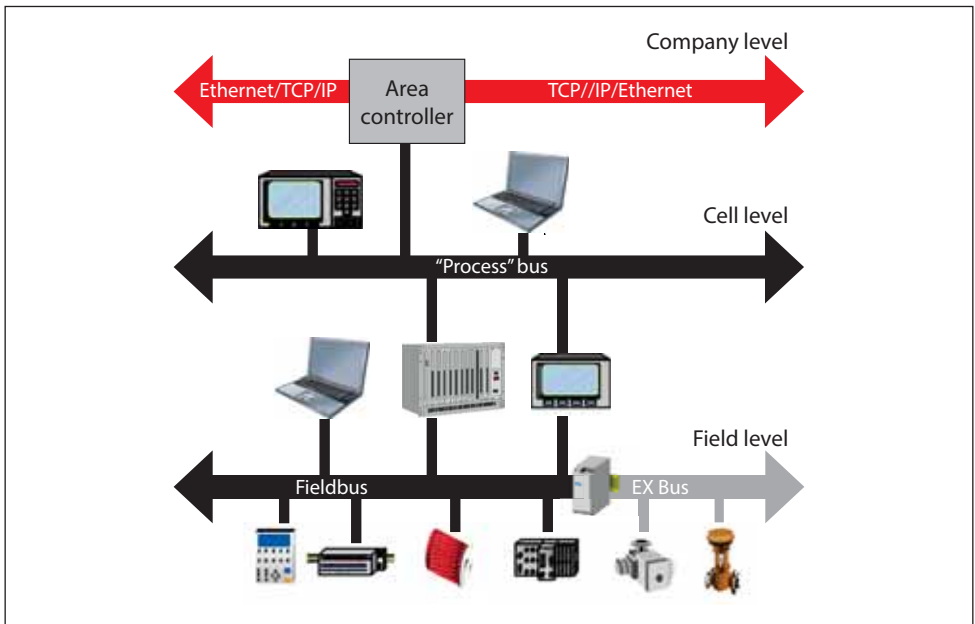 Company level
Ethernet/TCP/IP
Area
controller
TCP//IP/Ethernet
Cell level
“Process” bus
Field level
Fieldbus
EX Bus